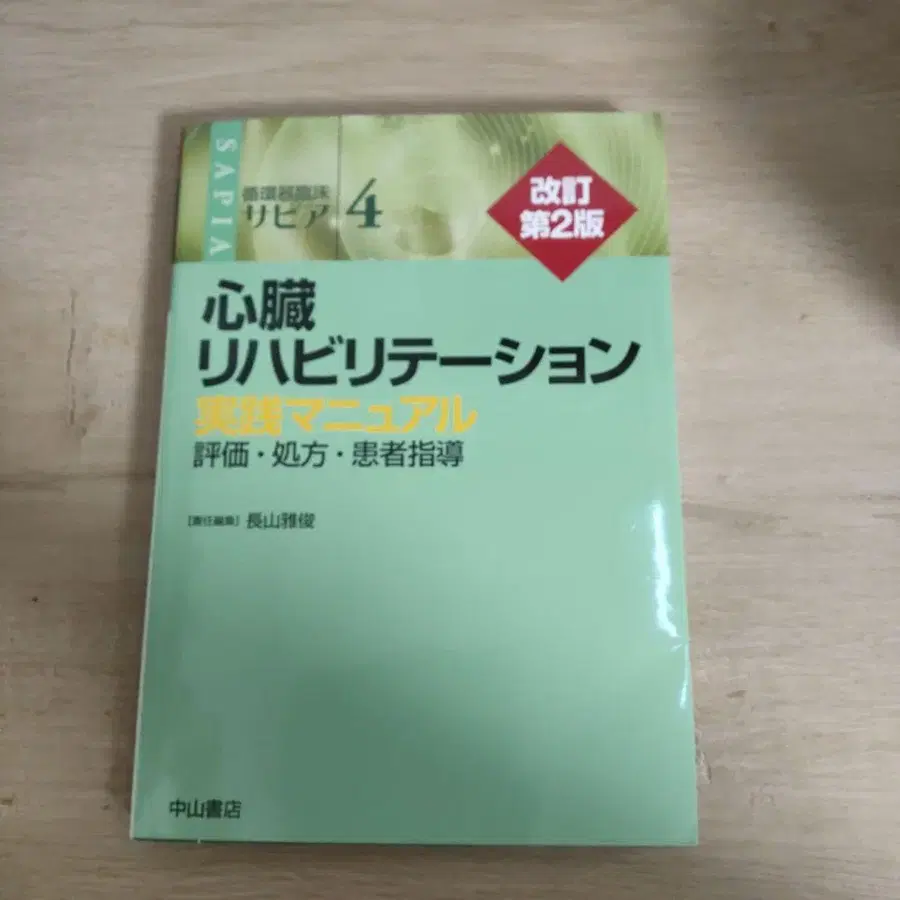 SAPIA
循環器臨床
サピア 4
改訂
第2版
心臓
リハビリテーション
実践マニュアル
評価・処方・患者指導
[責任編集] 長山雅俊
中山書店